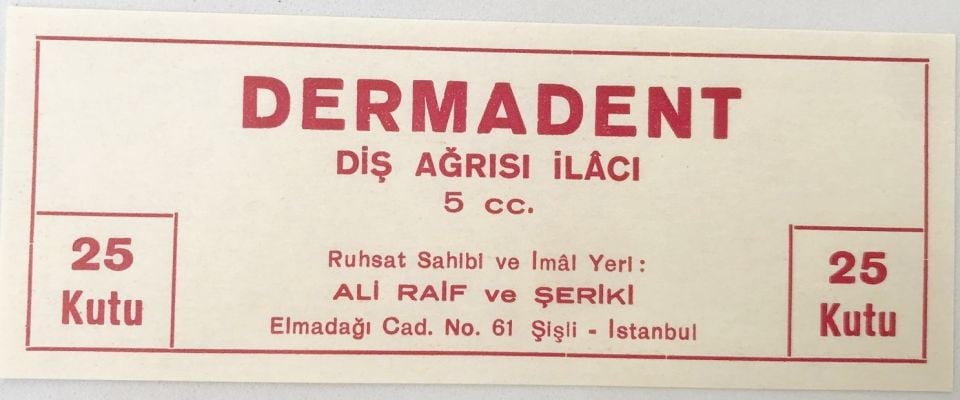 DERMADENT
DİŞ AĞRISI İLÂCI
5 cc.
25
Kutu
Ruhsat Sahibi ve İmâl Yeri :
ALİ RAİF ve ŞERİKİ
Elmadağı Cad. No. 61 Şişli - İstanbul
25
Kutu